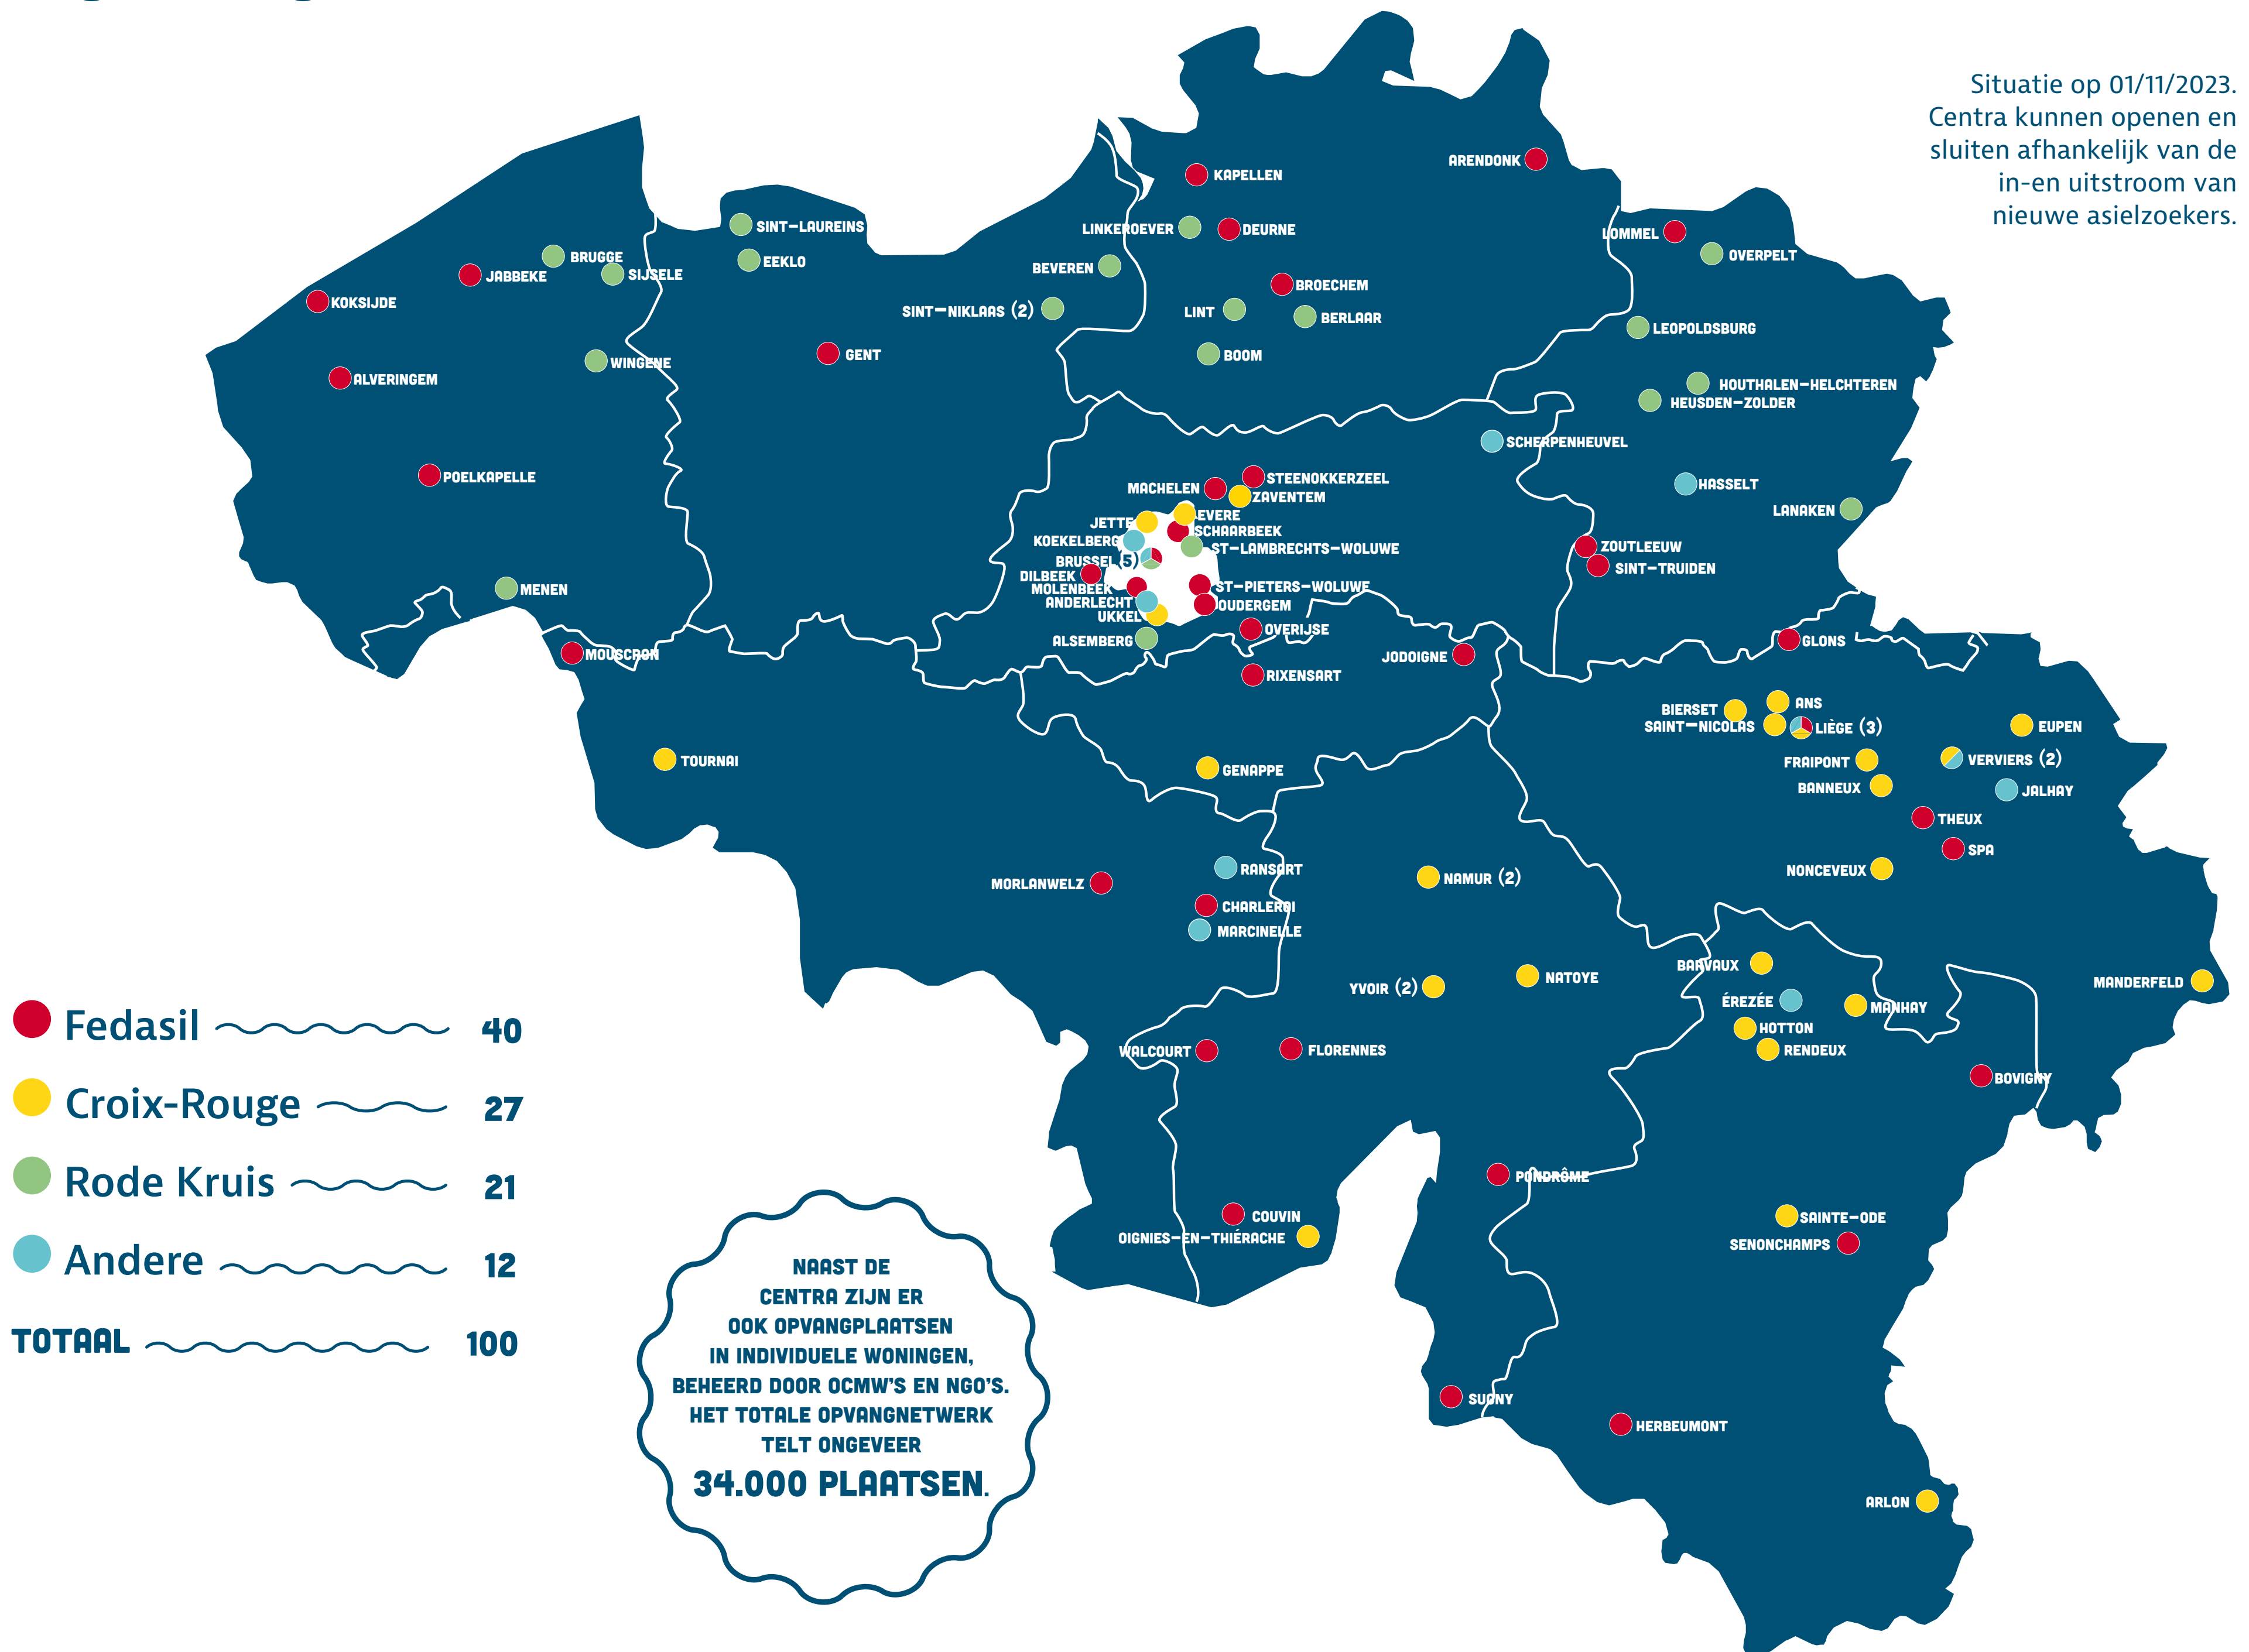 Situatie op 01/11/2023.
Centra kunnen openen en
sluiten afhankelijk van de
in-en uitstroom van
nieuwe asielzoekers.
ARENDONK
KAPELLEN
LINKEROEVER
DEURNE
BEVEREN
BROECHEM
SINT-NIKLAAS (2)
LINT
BERLAAR
BOOM
SINT-LAUREINS
EEKLO
GENT
BRUGGE
SIJSELE
JABBEKE
KOKSIJDE
WINGENE
ALVERINGEM
POELKAPELLE
MENEN
LOMMEL
OVERPELT
LEOPOLDSBURG
HOUTHALEN-HELCHTEREN
HEUSDEN-ZOLDER
SCHERPENHEUVEL
HASSELT
LANAKEN
ZOUTLEEUW
SINT-TRUIDEN
STEENOKKERZEEL
MACHELEN
ZAVENTEM
EVERE
JETTE
SCHAARBEEK
KOEKELBERG
ST-LAMBRECHTS-WOLUWE
BRUSSEL (5)
DILBEEK
MOLENBEEK
ST-PIETERS-WOLUWE
ANDERLECHT
OUDERGEM
UKKEL
OVERIJSE
ALSEMBERG
JODOIGNE
RIXENSART
GENAPPE
MOUSCRON
TOURNAI
MORLANWELZ
RANSART
CHARLEROI
MARCINELLE
GLONS
BIERSET
ANS
SAINT-NICOLAS
LIÈGE (3)
EUPEN
FRAIPONT
VERVIERS (2)
BANNEUX
JALHAY
THEUX
SPA
NONCEVEUX
MANDERFELD
NAMUR (2)
YVOIR (2)
NATOYE
WALCOURT
FLORENNES
COUVIN
OIGNIES-EN-THIÉRACHE
PONDRÔME
SUGNY
BARVAUX
ÉREZÉE
MANHAY
HOTTON
RENDEUX
BOVIGNY
SAINTE-ODE
SENONCHAMPS
HERBEUMONT
ARLON
Fedasil 40
Croix-Rouge 27
Rode Kruis 21
Andere 12
TOTAAL 100
NAAST DE
CENTRA ZIJN ER
OOK OPVANGPLAATSEN
IN INDIVIDUELE WONINGEN,
BEHEERD DOOR OCMW'S EN NGO'S.
HET TOTALE OPVANGNETWERK
TELT ONGEVEER
34.000 PLAATSEN.